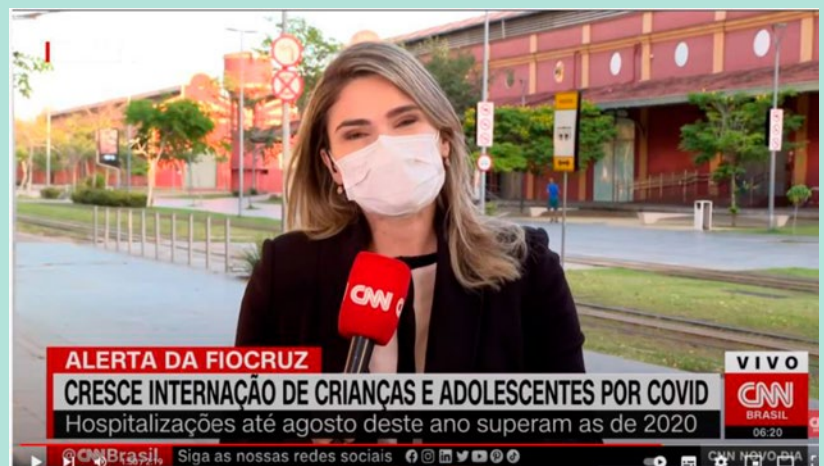 ALERTA DA FIOCRUZ
VIVO
CRESCE INTERNAÇÃO DE CRIANÇAS E ADOLESCENTES POR COVID
CNN
CNN
BRASIL
Hospitalizações até agosto deste ano superam as de 2020
06:20
@CNNBrasil Siga as nossas redes sociais
CNN NOVO DIA